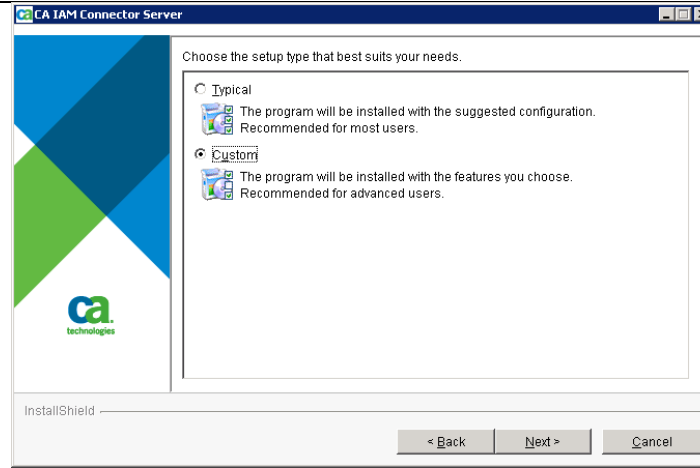 CA IAM Connector Server
Choose the setup type that best suits your needs.
Typical
The program will be installed with the suggested configuration.
Recommended for most users.
Custom
The program will be installed with the features you choose.
Recommended for advanced users.
ca
technologies
InstallShield
< Back Next > Cancel